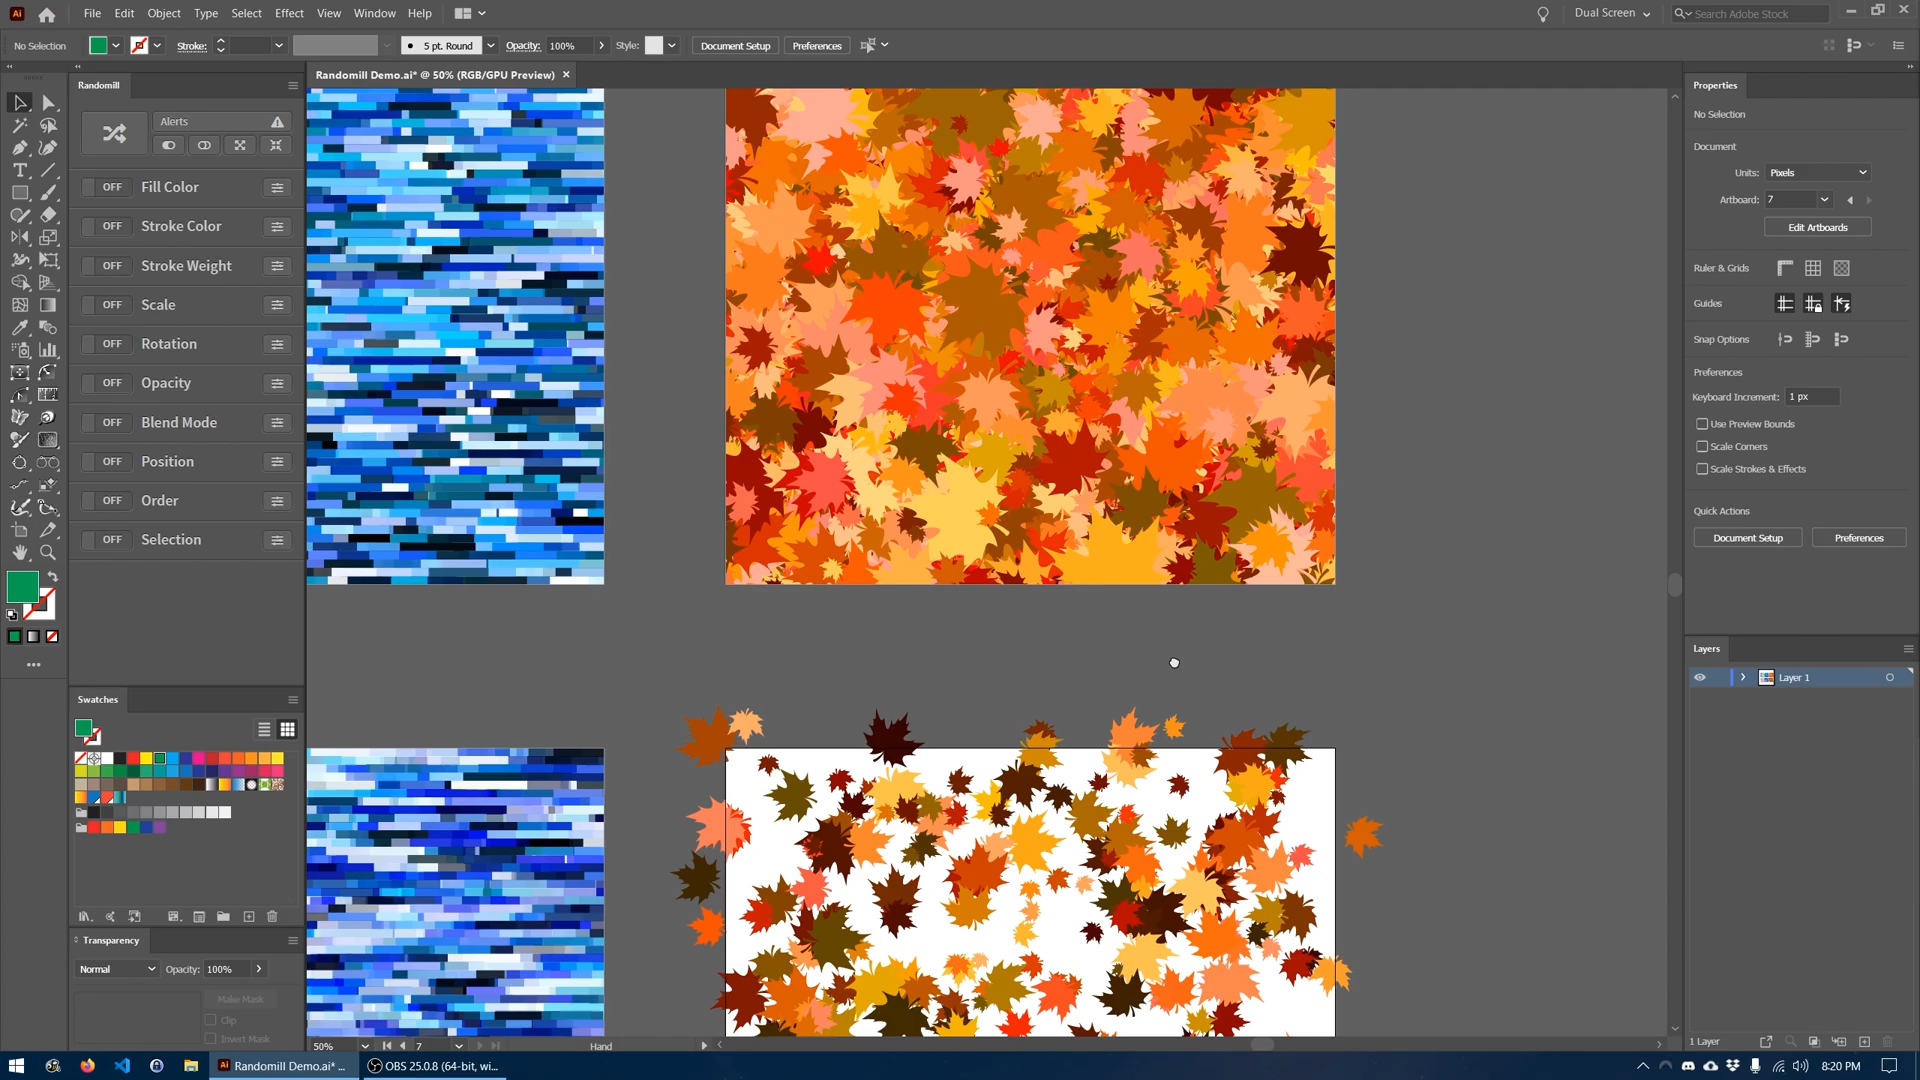 Ai File Edit Object Type Select Effect View Window Help Dual Screen Search Adobe Stock
No Selection Stroke: 5 pt. Round Opacity: 100% Style: Document Setup Preferences
Randomill Demo.ai* @ 50% (RGB/GPU Preview)
Randomill
Alerts
OFF Fill Color
OFF Stroke Color
OFF Stroke Weight
OFF Scale
OFF Rotation
OFF Opacity
OFF Blend Mode
OFF Position
OFF Order
OFF Selection
Swatches
Transparency
Normal Opacity: 100%
Make Mask
Clip
Invert Mask
Properties
No Selection
Document
Units: Pixels
Artboard: 7
Edit Artboards
Ruler & Grids
Guides
Snap Options
Preferences
Keyboard Increment: 1 px
Use Preview Bounds
Scale Corners
Scale Strokes & Effects
Quick Actions
Document Setup Preferences
Layers
Layer 1
1 Layer
50% 7 Hand
Ai Randomill Demo.ai* ... OBS 25.0.8 (64-bit, wi... 8:20 PM